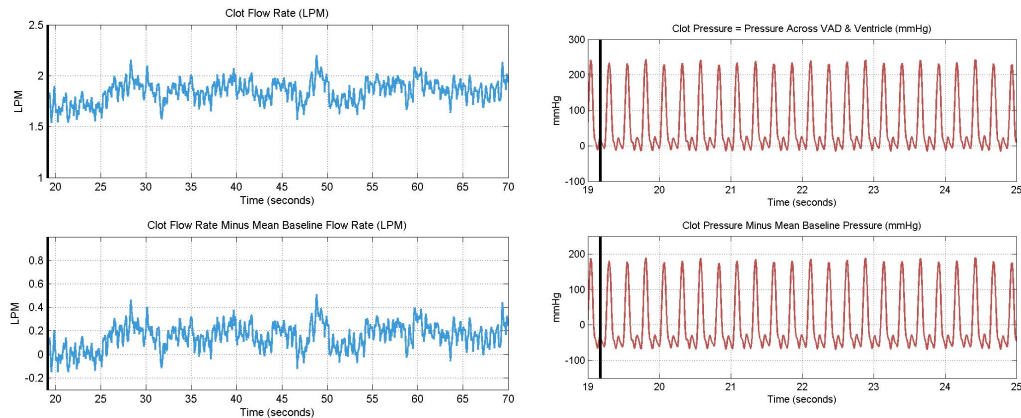 Clot Flow Rate (LPM)
2.5
2
1.5
1
LPM
20 25 30 35 40 45 50 55 60 65 70
Time (seconds)
Clot Flow Rate Minus Mean Baseline Flow Rate (LPM)
0.8
0.6
0.4
0.2
0
-0.2
LPM
20 25 30 35 40 45 50 55 60 65 70
Time (seconds)
Clot Pressure = Pressure Across VAD & Ventricle (mmHg)
300
200
100
0
-100
mmHg
19 20 21 22 23 24 25
Time (seconds)
Clot Pressure Minus Mean Baseline Pressure (mmHg)
200
100
0
-100
mmHg
19 20 21 22 23 24 25
Time (seconds)